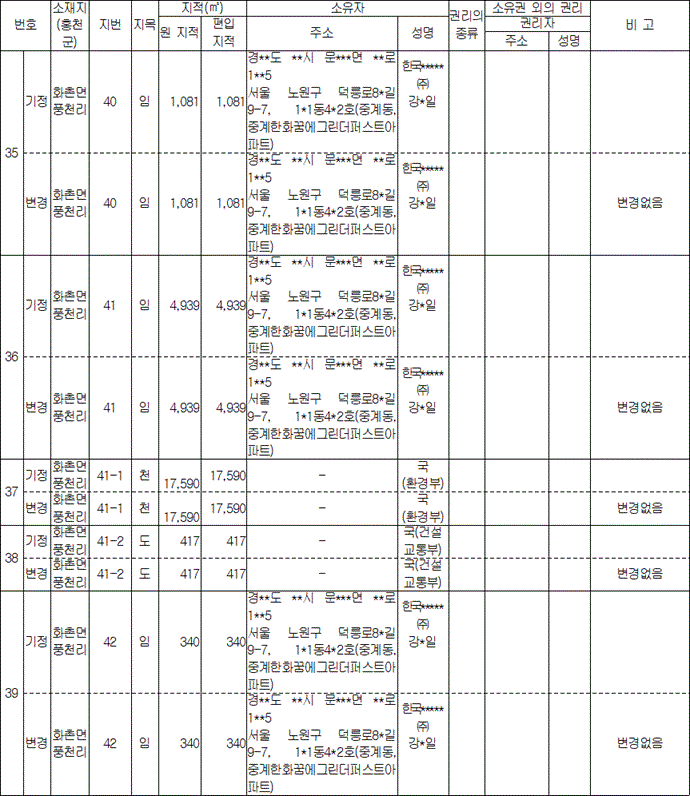 번호 소재지 (홍천군) 지번 지목 지적(㎡) 소유자 권리의 종류 소유권 외의 권리 비 고
원 지적 편입 지적 주소 성명 권리자
주소 성명
35
기정 화촌면 풍천리 40 임 1,081 1,081
경**도 **시 문***면 **로
1**5
서울 노원구 덕릉로8*길
9-7, 1*1동4*2호(중계동,
중계한화꿈에그린더퍼스트아
파트)
한국*****
㈜
강*일
변경 화촌면 풍천리 40 임 1,081 1,081
경**도 **시 문***면 **로
1**5
서울 노원구 덕릉로8*길
9-7, 1*1동4*2호(중계동,
중계한화꿈에그린더퍼스트아
파트)
한국*****
㈜
강*일
변경없음
36
기정 화촌면 풍천리 41 임 4,939 4,939
경**도 **시 문***면 **로
1**5
서울 노원구 덕릉로8*길
9-7, 1*1동4*2호(중계동,
중계한화꿈에그린더퍼스트아
파트)
한국*****
㈜
강*일
변경 화촌면 풍천리 41 임 4,939 4,939
경**도 **시 문***면 **로
1**5
서울 노원구 덕릉로8*길
9-7, 1*1동4*2호(중계동,
중계한화꿈에그린더퍼스트아
파트)
한국*****
㈜
강*일
변경없음
37
기정 화촌면 풍천리 41-1 천 17,590 17,590 - 국 (환경부)
변경 화촌면 풍천리 41-1 천 17,590 17,590 - 국 (환경부) 변경없음
38
기정 화촌면 풍천리 41-2 도 417 417 - 국(건설교통부)
변경 화촌면 풍천리 41-2 도 417 417 - 국(건설교통부) 변경없음
39
기정 화촌면 풍천리 42 임 340 340
경**도 **시 문***면 **로
1**5
서울 노원구 덕릉로8*길
9-7, 1*1동4*2호(중계동,
중계한화꿈에그린더퍼스트아
파트)
한국*****
㈜
강*일
변경 화촌면 풍천리 42 임 340 340
경**도 **시 문***면 **로
1**5
서울 노원구 덕릉로8*길
9-7, 1*1동4*2호(중계동,
중계한화꿈에그린더퍼스트아
파트)
한국*****
㈜
강*일
변경없음